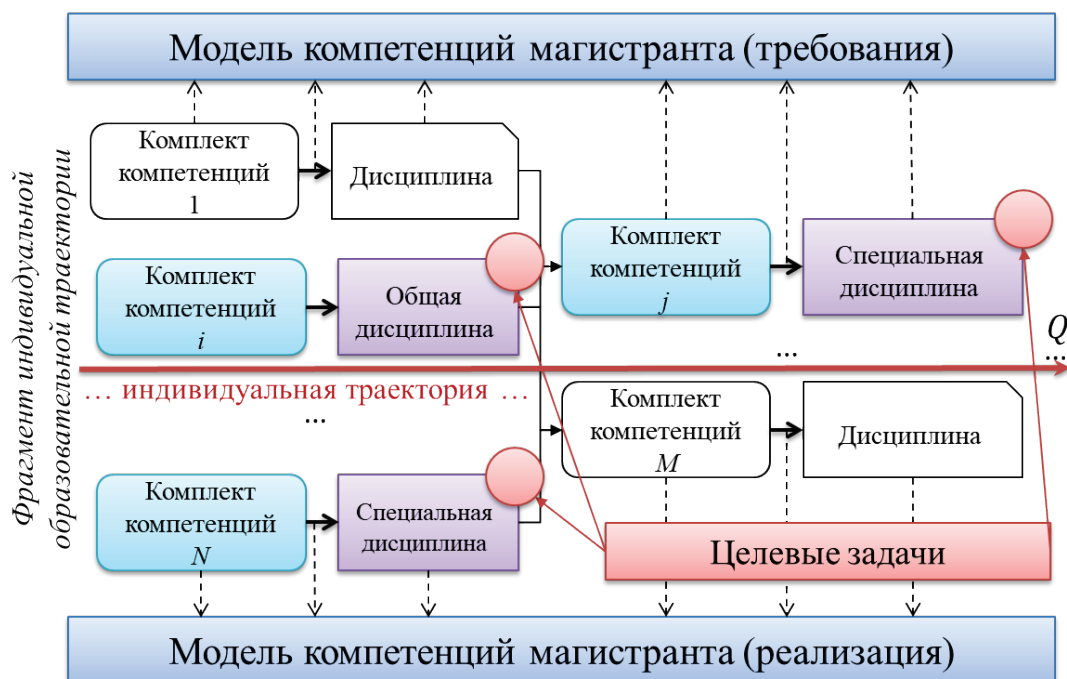 Модель компетенций магистранта (требования)
Фрагмент индивидуальной
образовательной траектории
Комплект
компетенций
1
Дисциплина
Комплект
компетенций
i
Общая
дисциплина
Комплект
компетенций
j
Специальная
дисциплина
...
Q
...
... индивидуальная траектория ...
...
Комплект
компетенций
M
Дисциплина
Комплект
компетенций
N
Специальная
дисциплина
Целевые задачи
Модель компетенций магистранта (реализация)